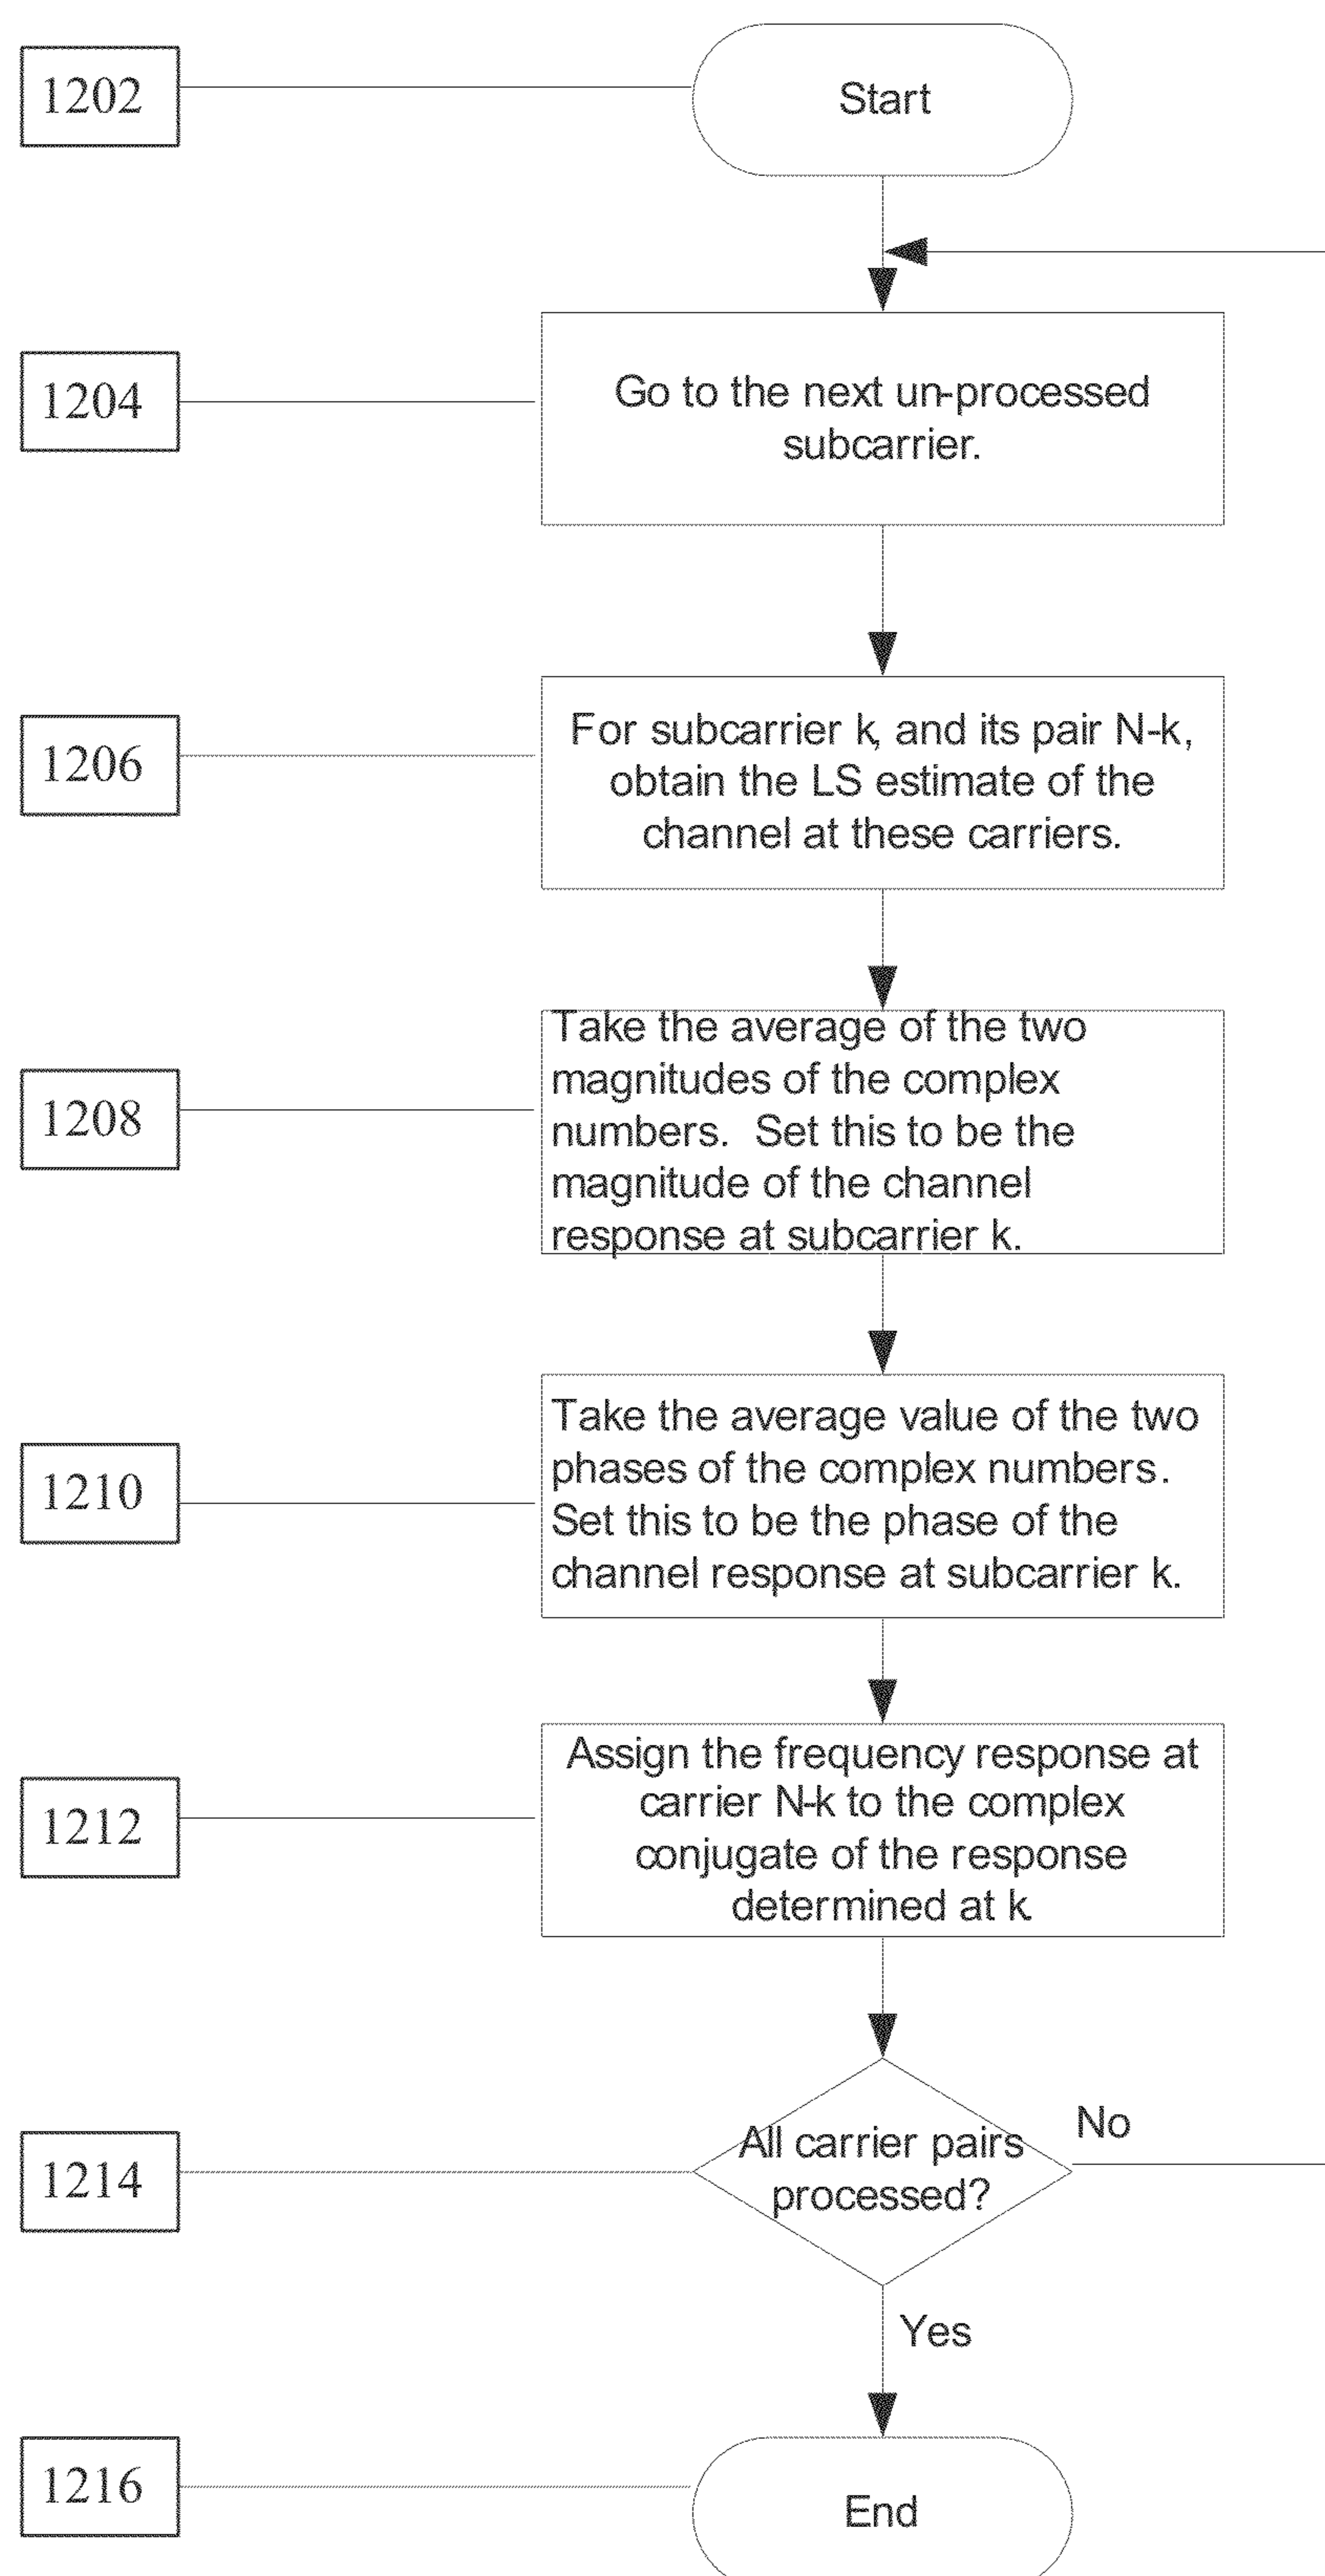 1202
Start
1204
Go to the next un-processed
subcarrier.
1206
For subcarrier k, and its pair N-k,
obtain the LS estimate of the
channel at these carriers.
1208
Take the average of the two
magnitudes of the complex
numbers.  Set this to be the
magnitude of the channel
response at subcarrier k.
1210
Take the average value of the two
phases of the complex numbers.
Set this to be the phase of the
channel response at subcarrier k.
1212
Assign the frequency response at
carrier N-k to the complex
conjugate of the response
determined at k.
1214
All carrier pairs
processed?
No
Yes
1216
End